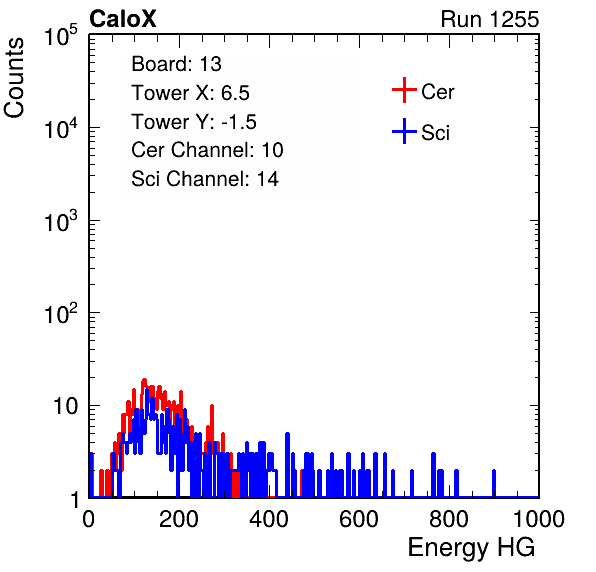 CaloX Run 1255
Counts
Board: 13
Tower X: 6.5
Tower Y: -1.5
Cer Channel: 10
Sci Channel: 14
Cer
Sci
10^5
10^4
10^3
10^2
10
1
0 200 400 600 800 1000
Energy HG